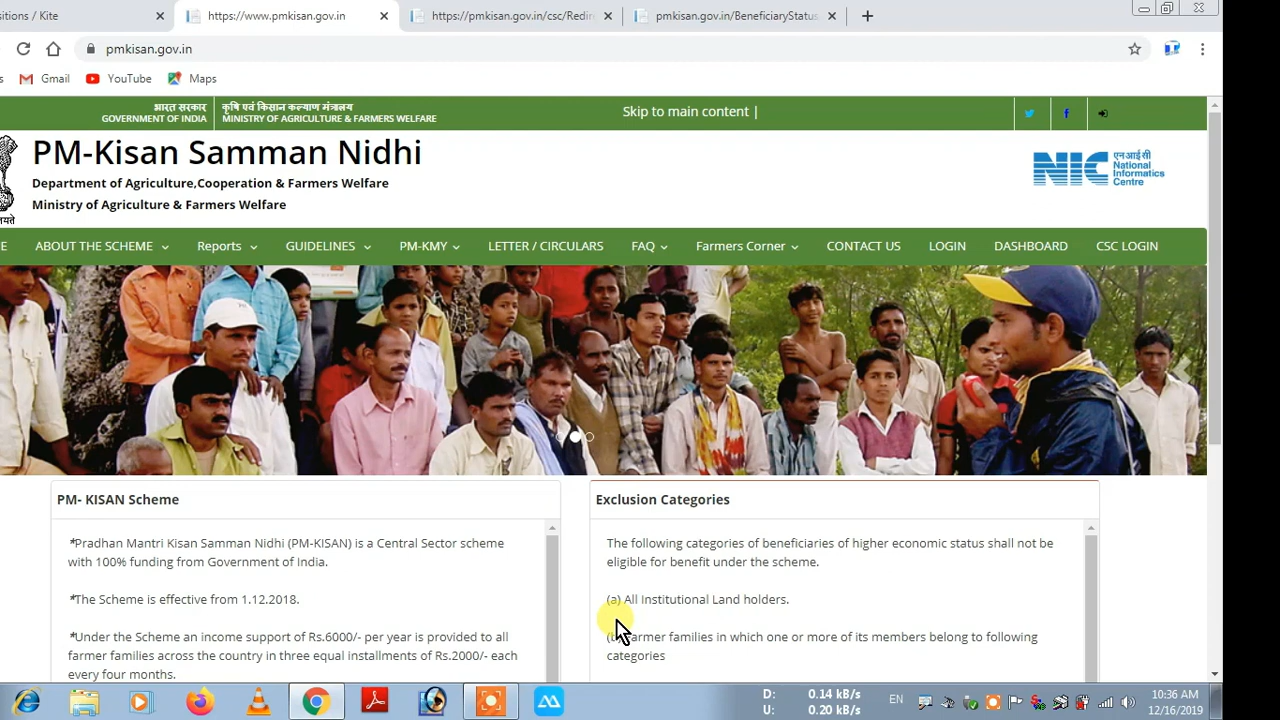 sitions / Kite
https://www.pmkisan.gov.in
https://pmkisan.gov.in/csc/Redire
pmkisan.gov.in/BeneficiaryStatus.
pmkisan.gov.in
s Gmail YouTube Maps
भारत सरकार
GOVERNMENT OF INDIA
कृषि एवं किसान कल्याण मंत्रालय
MINISTRY OF AGRICULTURE & FARMERS WELFARE
Skip to main content |
PM-Kisan Samman Nidhi
Department of Agriculture,Cooperation & Farmers Welfare
Ministry of Agriculture & Farmers Welfare
NIC
एन आई सी
National
Informatics
Centre
E ABOUT THE SCHEME Reports GUIDELINES PM-KMY LETTER / CIRCULARS FAQ Farmers Corner CONTACT US LOGIN DASHBOARD CSC LOGIN
PM- KISAN Scheme
*Pradhan Mantri Kisan Samman Nidhi (PM-KISAN) is a Central Sector scheme
with 100% funding from Government of India.
*The Scheme is effective from 1.12.2018.
*Under the Scheme an income support of Rs.6000/- per year is provided to all
farmer families across the country in three equal installments of Rs.2000/- each
every four months.
Exclusion Categories
The following categories of beneficiaries of higher economic status shall not be
eligible for benefit under the scheme.
(a) All Institutional Land holders.
(b) farmer families in which one or more of its members belong to following
categories
D: 0.14 kB/s
U: 0.20 kB/s
EN
10:36 AM
12/16/2019